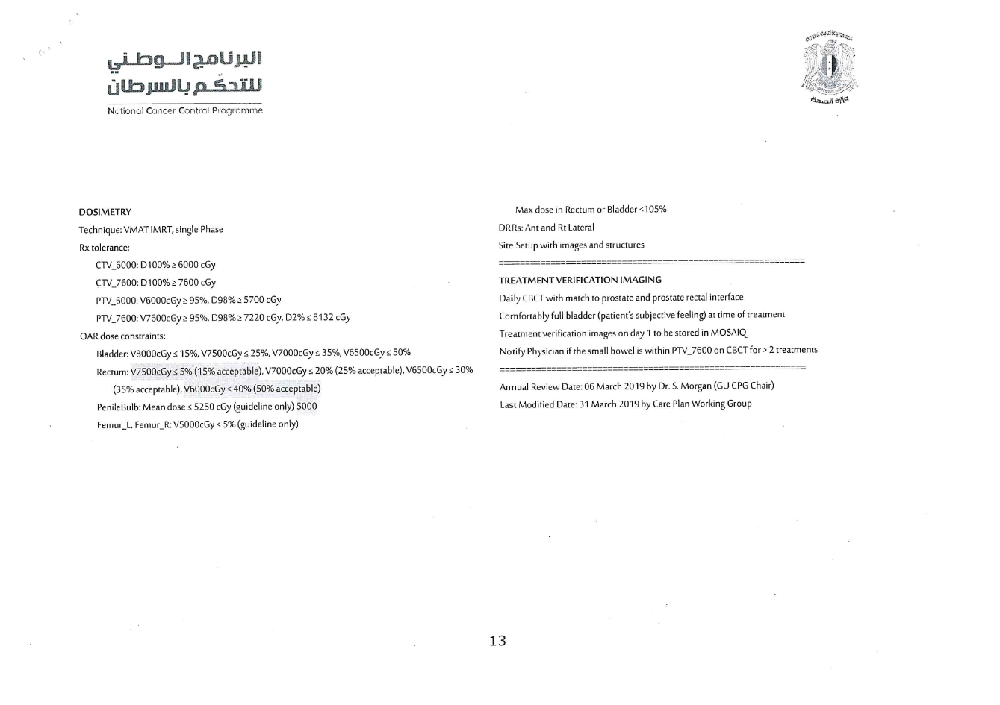 البرنامج الـوطـني
للتحكّم بالسرطان
National Cancer Control Programme
وزارة الصحة
DOSIMETRY
Technique: VMAT IMRT, single Phase
Rx tolerance:
CTV_6000: D100% ≥ 6000 cGy
CTV_7600: D100% ≥ 7600 cGy
PTV_6000: V6000cGy ≥ 95%, D98% ≥ 5700 cGy
PTV_7600: V7600cGy ≥ 95%, D98% ≥ 7220 cGy, D2% ≤ 8132 cGy
OAR dose constraints:
Bladder: V8000cGy ≤ 15%, V7500cGy ≤ 25%, V7000cGy ≤ 35%, V6500cGy ≤ 50%
Rectum: V7500cGy ≤ 5% (15% acceptable), V7000cGy ≤ 20% (25% acceptable), V6500cGy ≤ 30%
(35% acceptable), V6000cGy < 40% (50% acceptable)
PenileBulb: Mean dose ≤ 5250 cGy (guideline only) 5000
Femur_L, Femur_R: V5000cGy < 5% (guideline only)
Max dose in Rectum or Bladder <105%
DRRs: Ant and Rt Lateral
Site Setup with images and structures
==========================================================
TREATMENT VERIFICATION IMAGING
Daily CBCT with match to prostate and prostate rectal interface
Comfortably full bladder (patient's subjective feeling) at time of treatment
Treatment verification images on day 1 to be stored in MOSAIQ
Notify Physician if the small bowel is within PTV_7600 on CBCT for > 2 treatments
==========================================================
Annual Review Date: 06 March 2019 by Dr. S. Morgan (GU CPG Chair)
Last Modified Date: 31 March 2019 by Care Plan Working Group
13